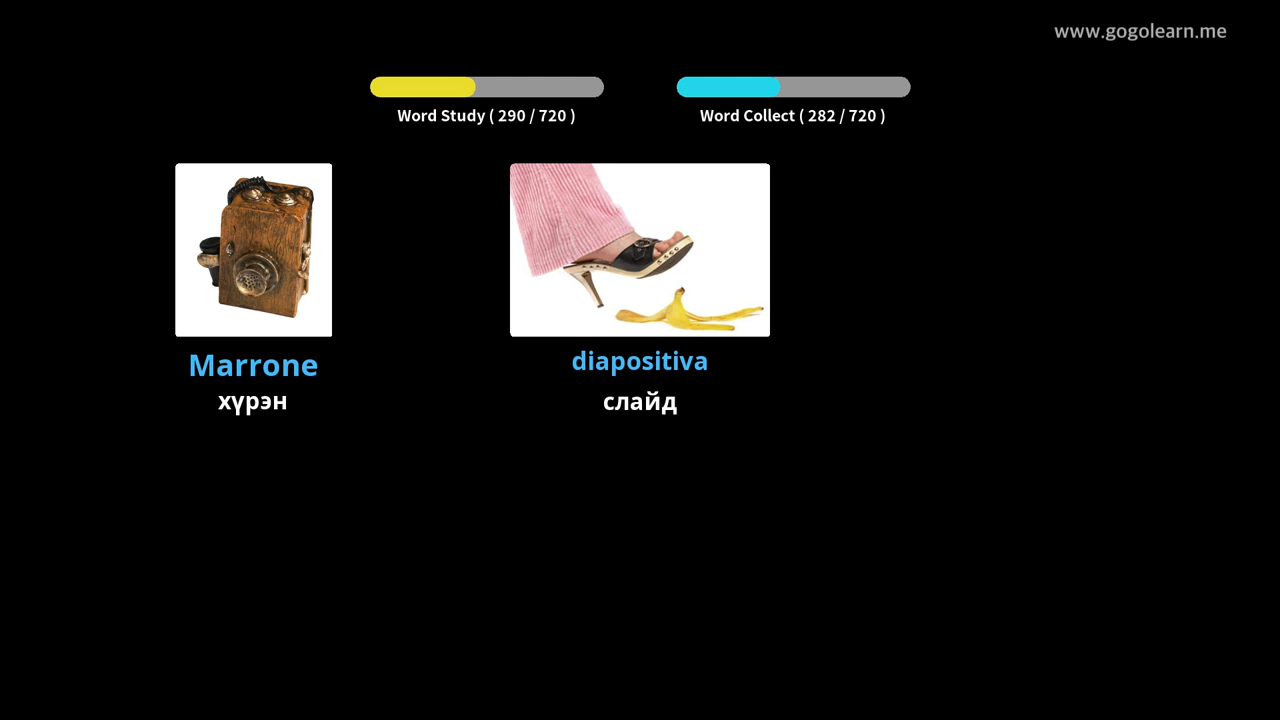 www.gogolearn.me
Word Study ( 290 / 720 )
Word Collect ( 282 / 720 )
Marrone
хүрэн
diapositiva
слайд